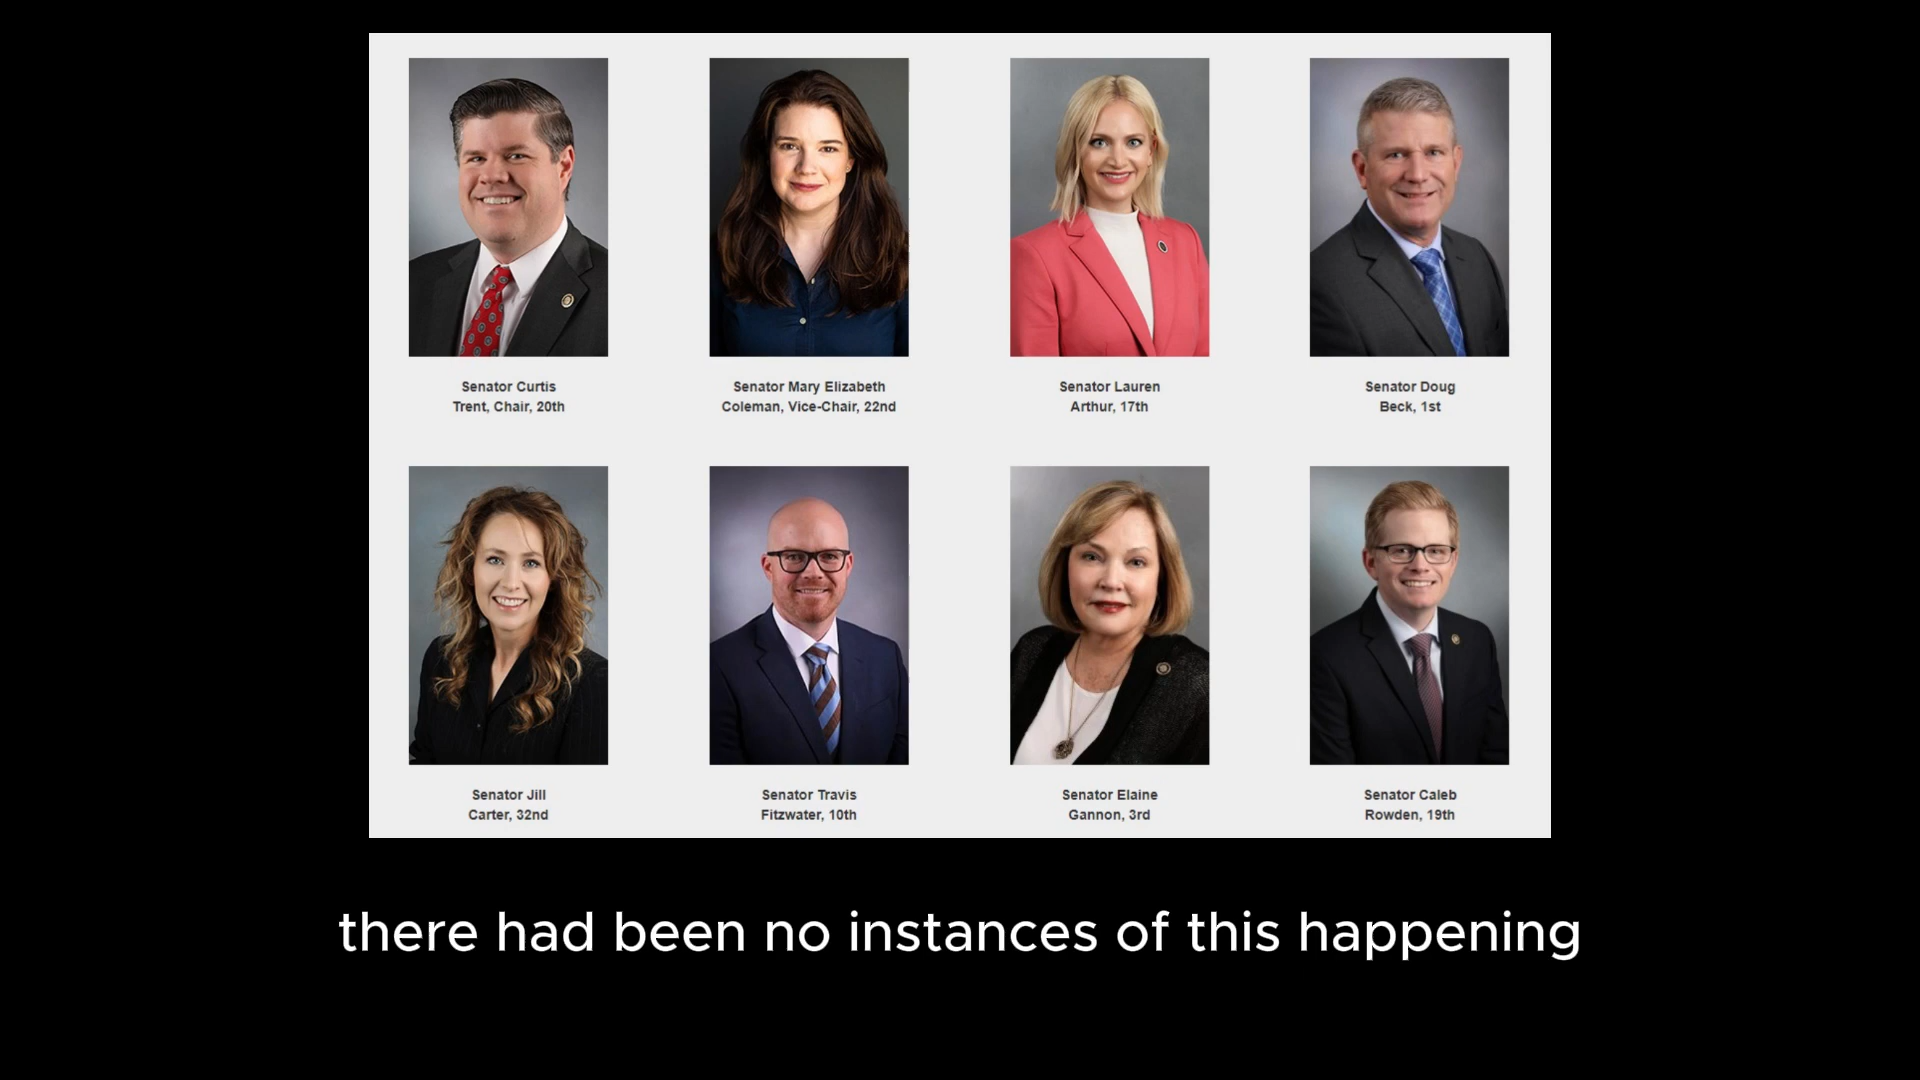 Senator Curtis
Trent, Chair, 20th
Senator Mary Elizabeth
Coleman, Vice-Chair, 22nd
Senator Lauren
Arthur, 17th
Senator Doug
Beck, 1st
Senator Jill
Carter, 32nd
Senator Travis
Fitzwater, 10th
Senator Elaine
Gannon, 3rd
Senator Caleb
Rowden, 19th
there had been no instances of this happening